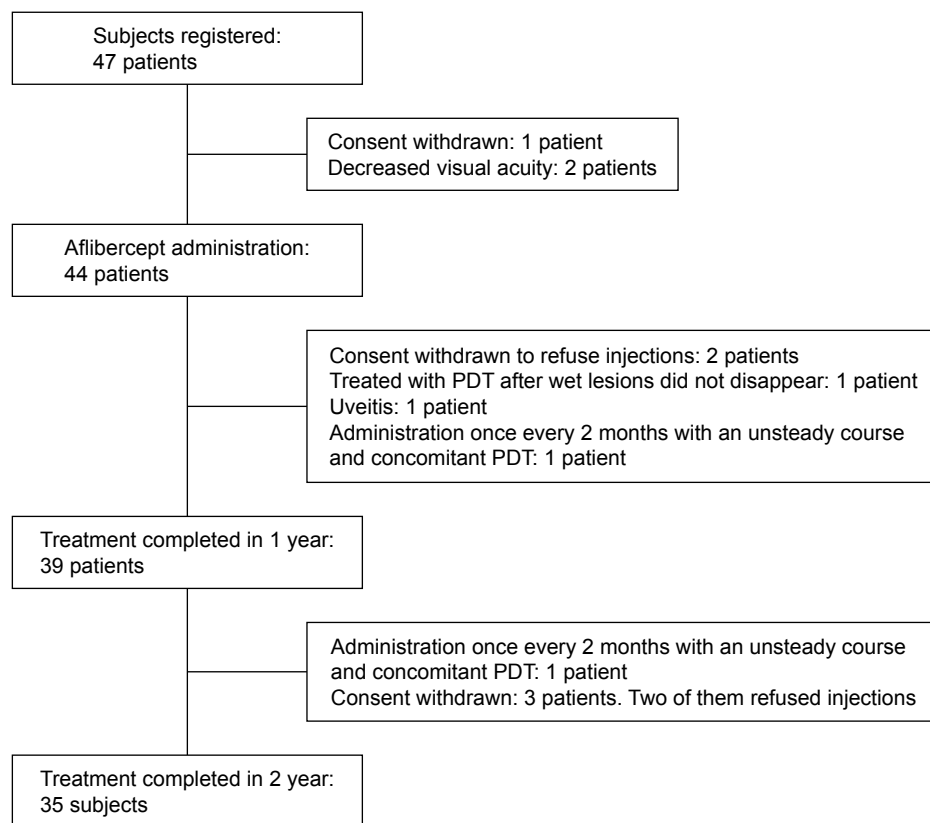 Subjects registered:
47 patients
Consent withdrawn: 1 patient
Decreased visual acuity: 2 patients
Aflibercept administration:
44 patients
Consent withdrawn to refuse injections: 2 patients
Treated with PDT after wet lesions did not disappear: 1 patient
Uveitis: 1 patient
Administration once every 2 months with an unsteady course
and concomitant PDT: 1 patient
Treatment completed in 1 year:
39 patients
Administration once every 2 months with an unsteady course
and concomitant PDT: 1 patient
Consent withdrawn: 3 patients. Two of them refused injections
Treatment completed in 2 year:
35 subjects